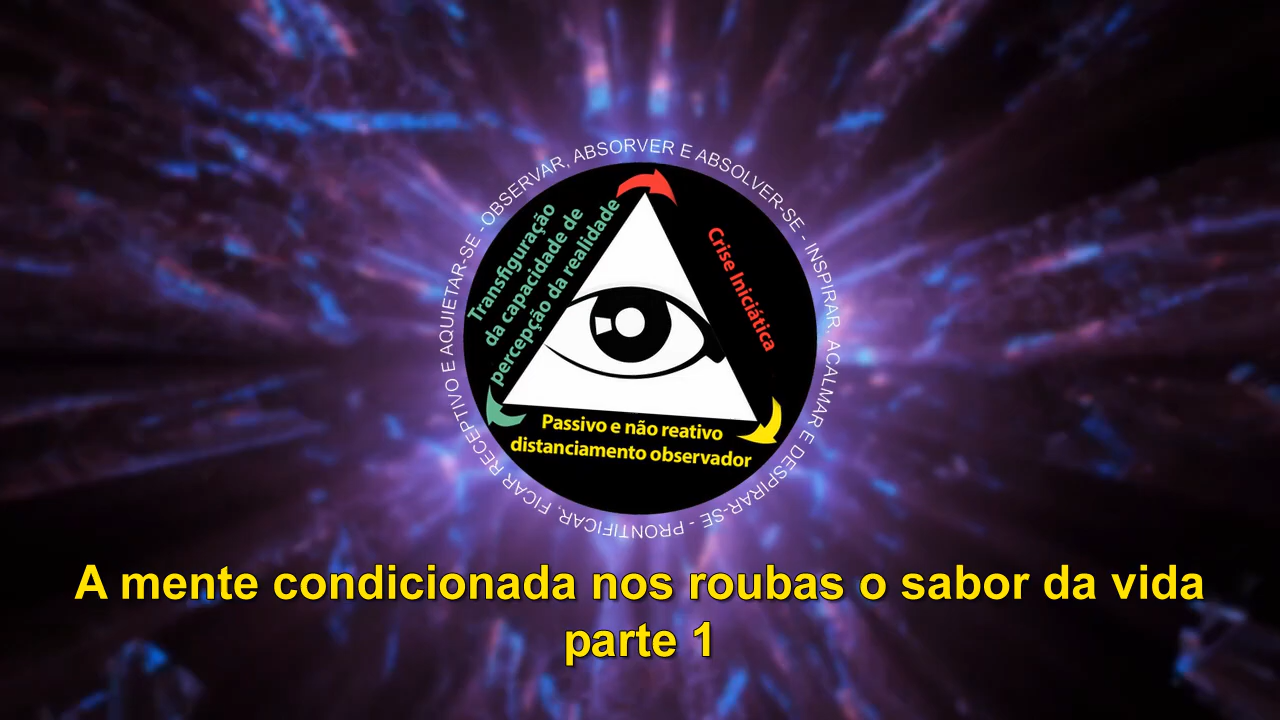 OBSERVAR, ABSORVER E ABSOLVER-SE - INSPIRAR, ACALMAR E DESPIRAR-SE - PRONTIFICAR, FICAR RECEPTIVO E AQUIETAR-SE -
Transfiguração
da capacidade de
percepção da realidade
Crise Iniciática
Passivo e não reativo
distanciamento observador
A mente condicionada nos roubas o sabor da vida
parte 1